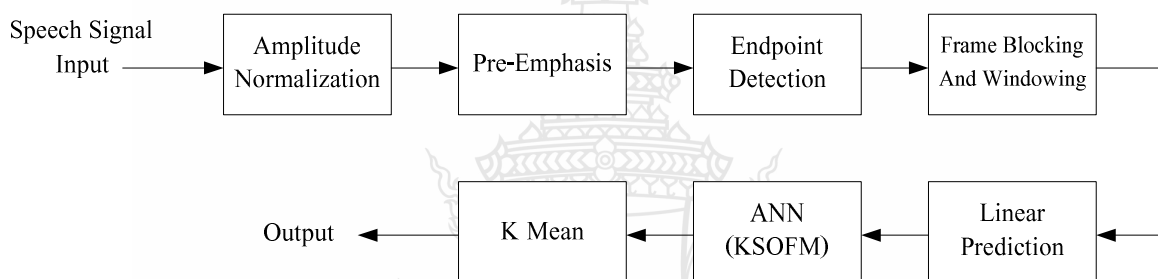 Speech Signal
Input
Amplitude
Normalization
Pre-Emphasis
Endpoint
Detection
Frame Blocking
And Windowing
Linear
Prediction
ANN
(KSOFM)
K Mean
Output